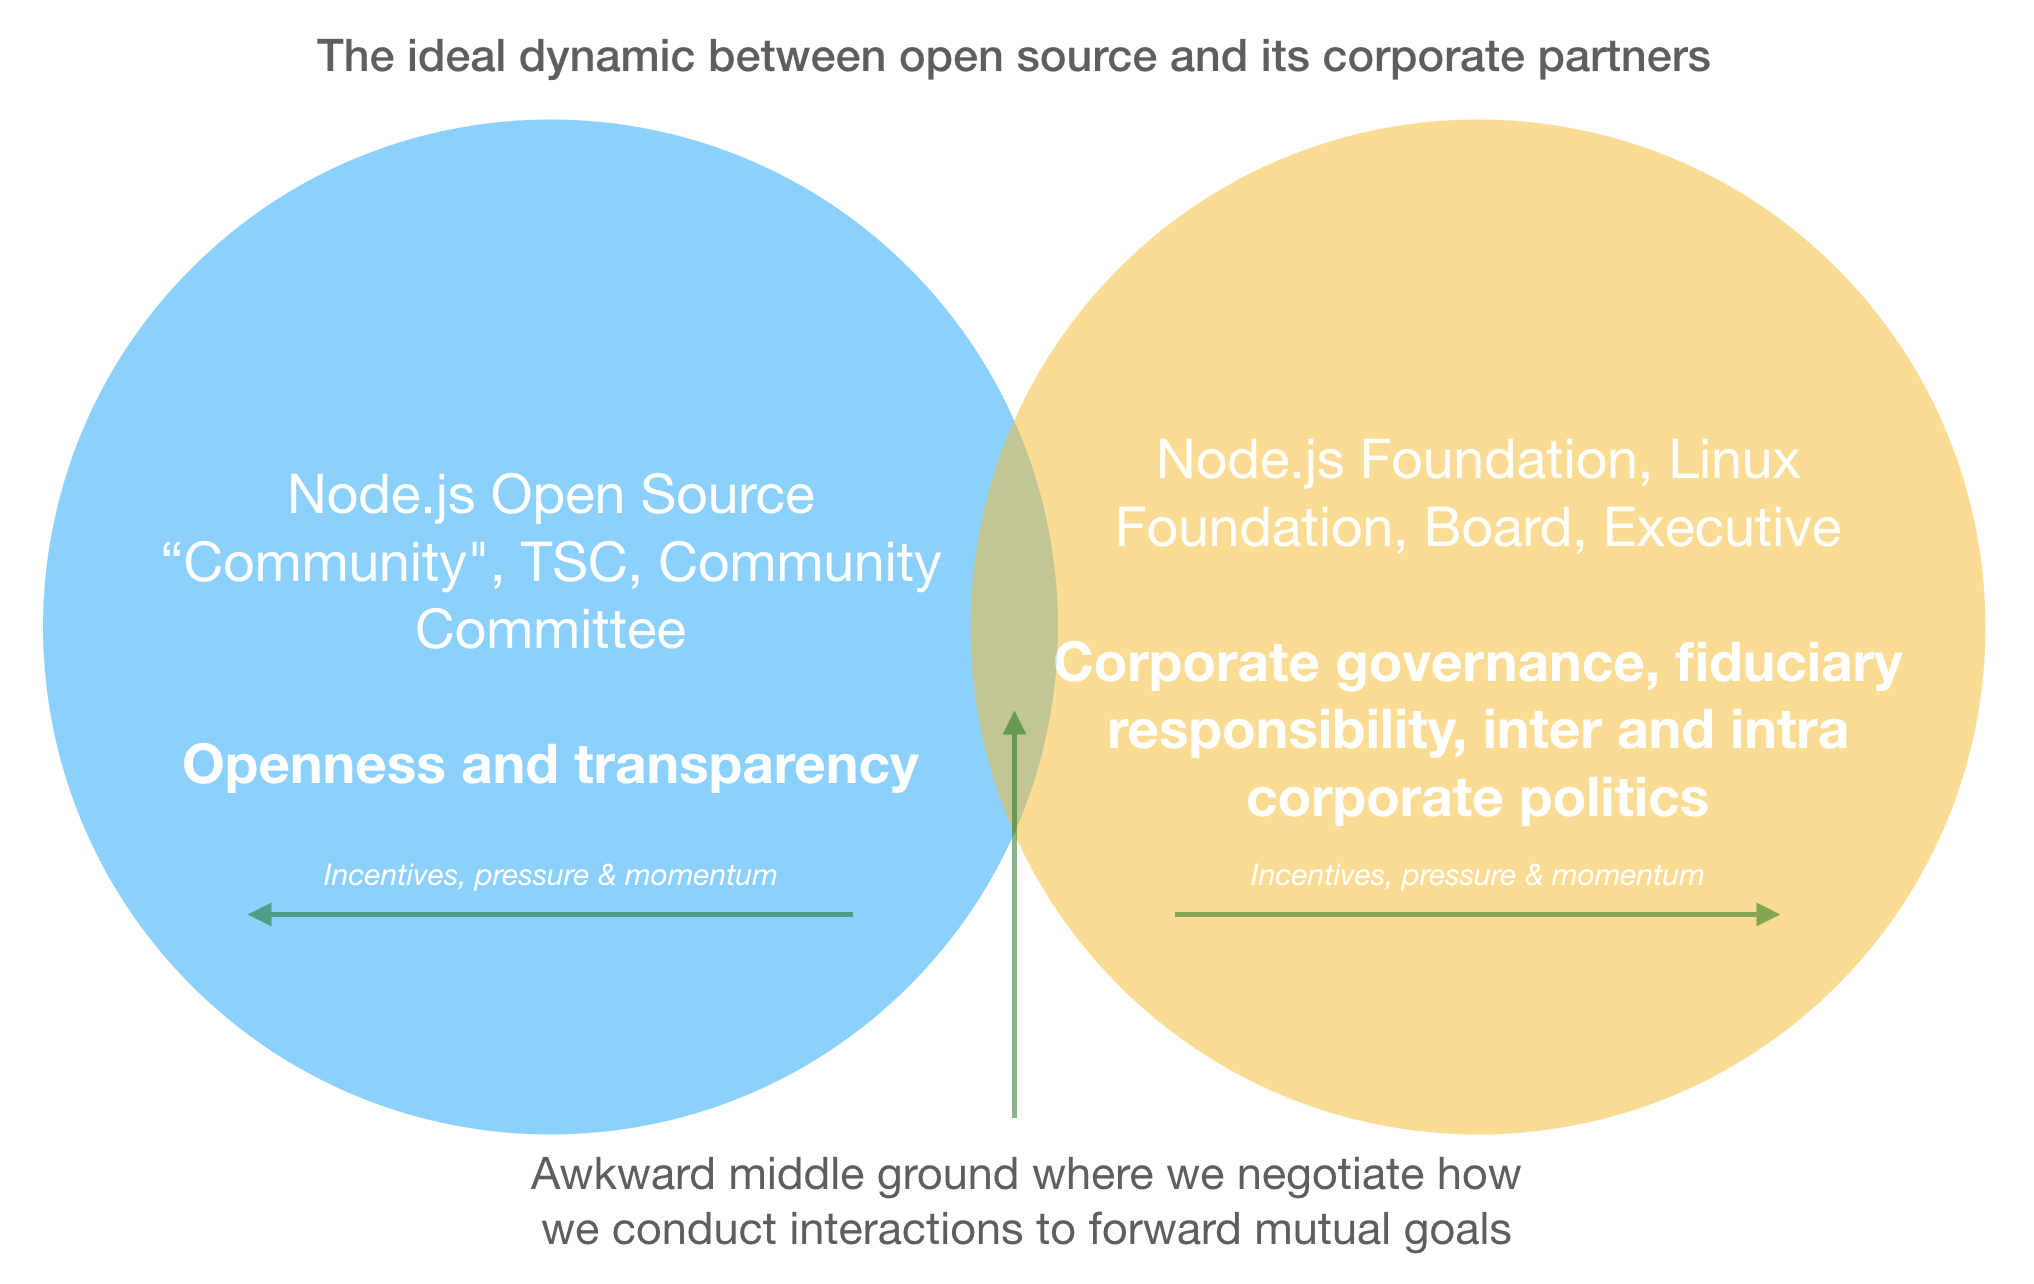 The ideal dynamic between open source and its corporate partners
Node.js Open Source
“Community", TSC, Community
Committee
Openness and transparency
Incentives, pressure & momentum
Node.js Foundation, Linux
Foundation, Board, Executive
Corporate governance, fiduciary
responsibility, inter and intra
corporate politics
Incentives, pressure & momentum
Awkward middle ground where we negotiate how
we conduct interactions to forward mutual goals